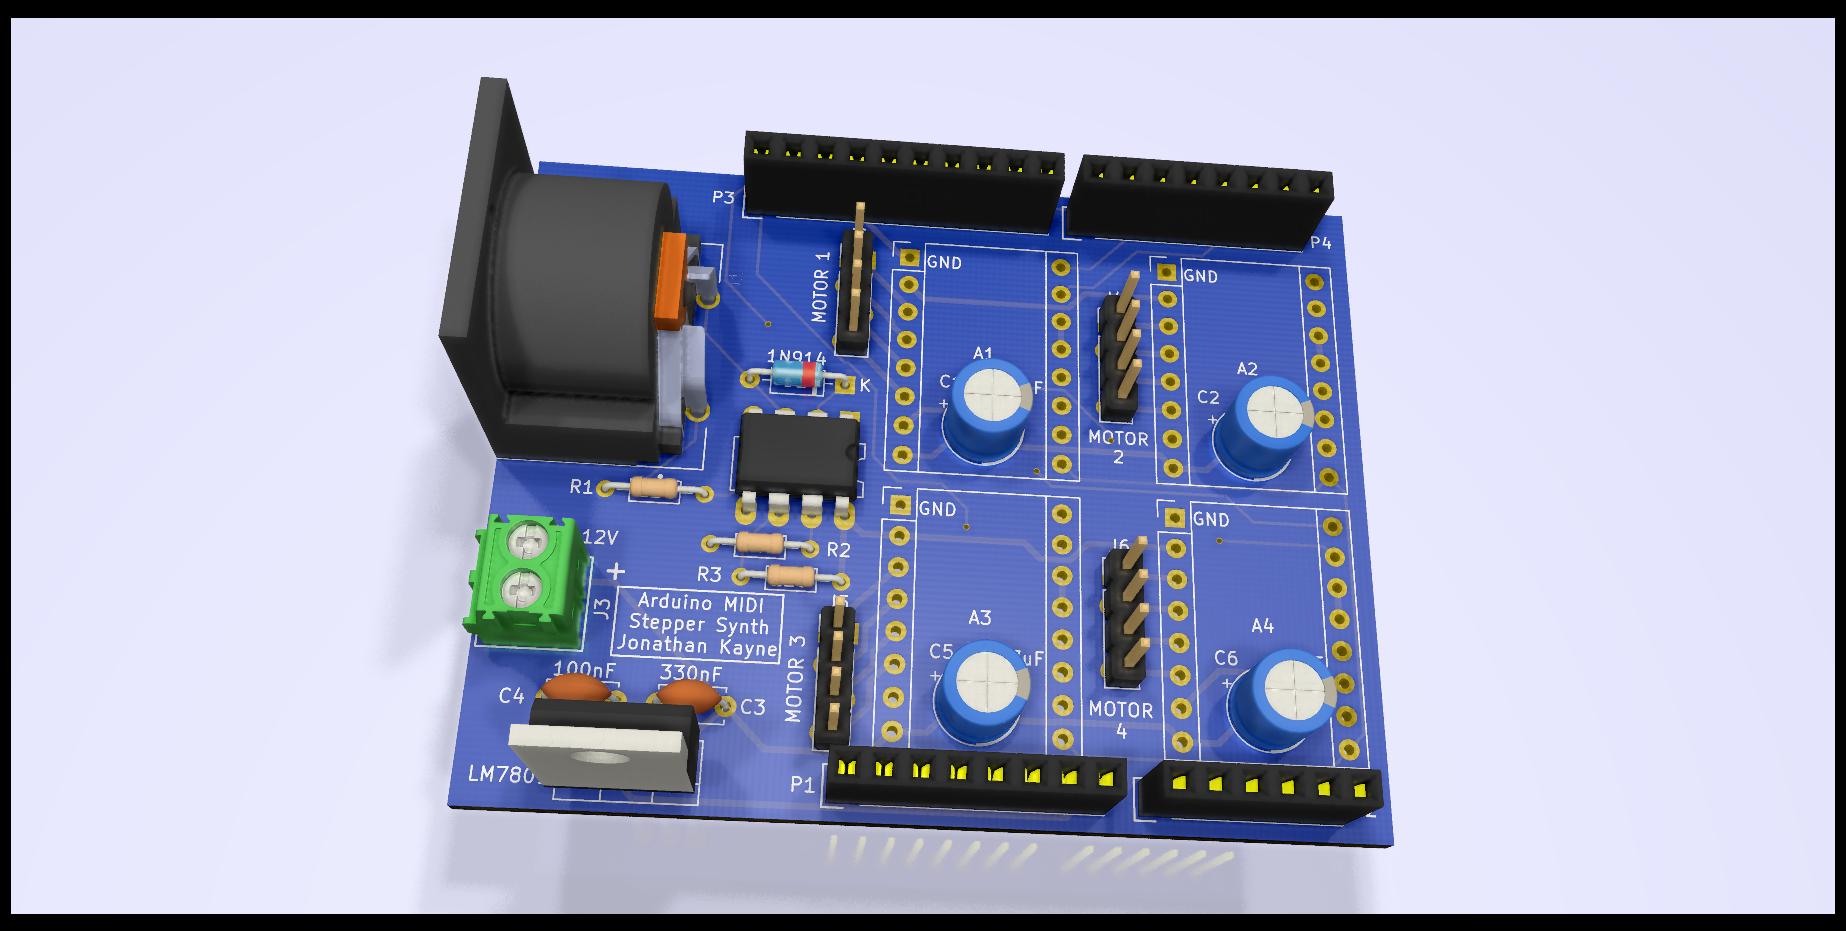 P3
P4
MOTOR 1
GND
GND
A1
A2
1N914
K
C2
+
+
MOTOR
2
R1
GND
GND
12V
+
R2
R3
J3
Arduino MIDI
Stepper Synth
Jonathan Kayne
MOTOR 3
A3
A4
C5
+
C6
+
100nF
330nF
C4
C3
MOTOR
4
P1